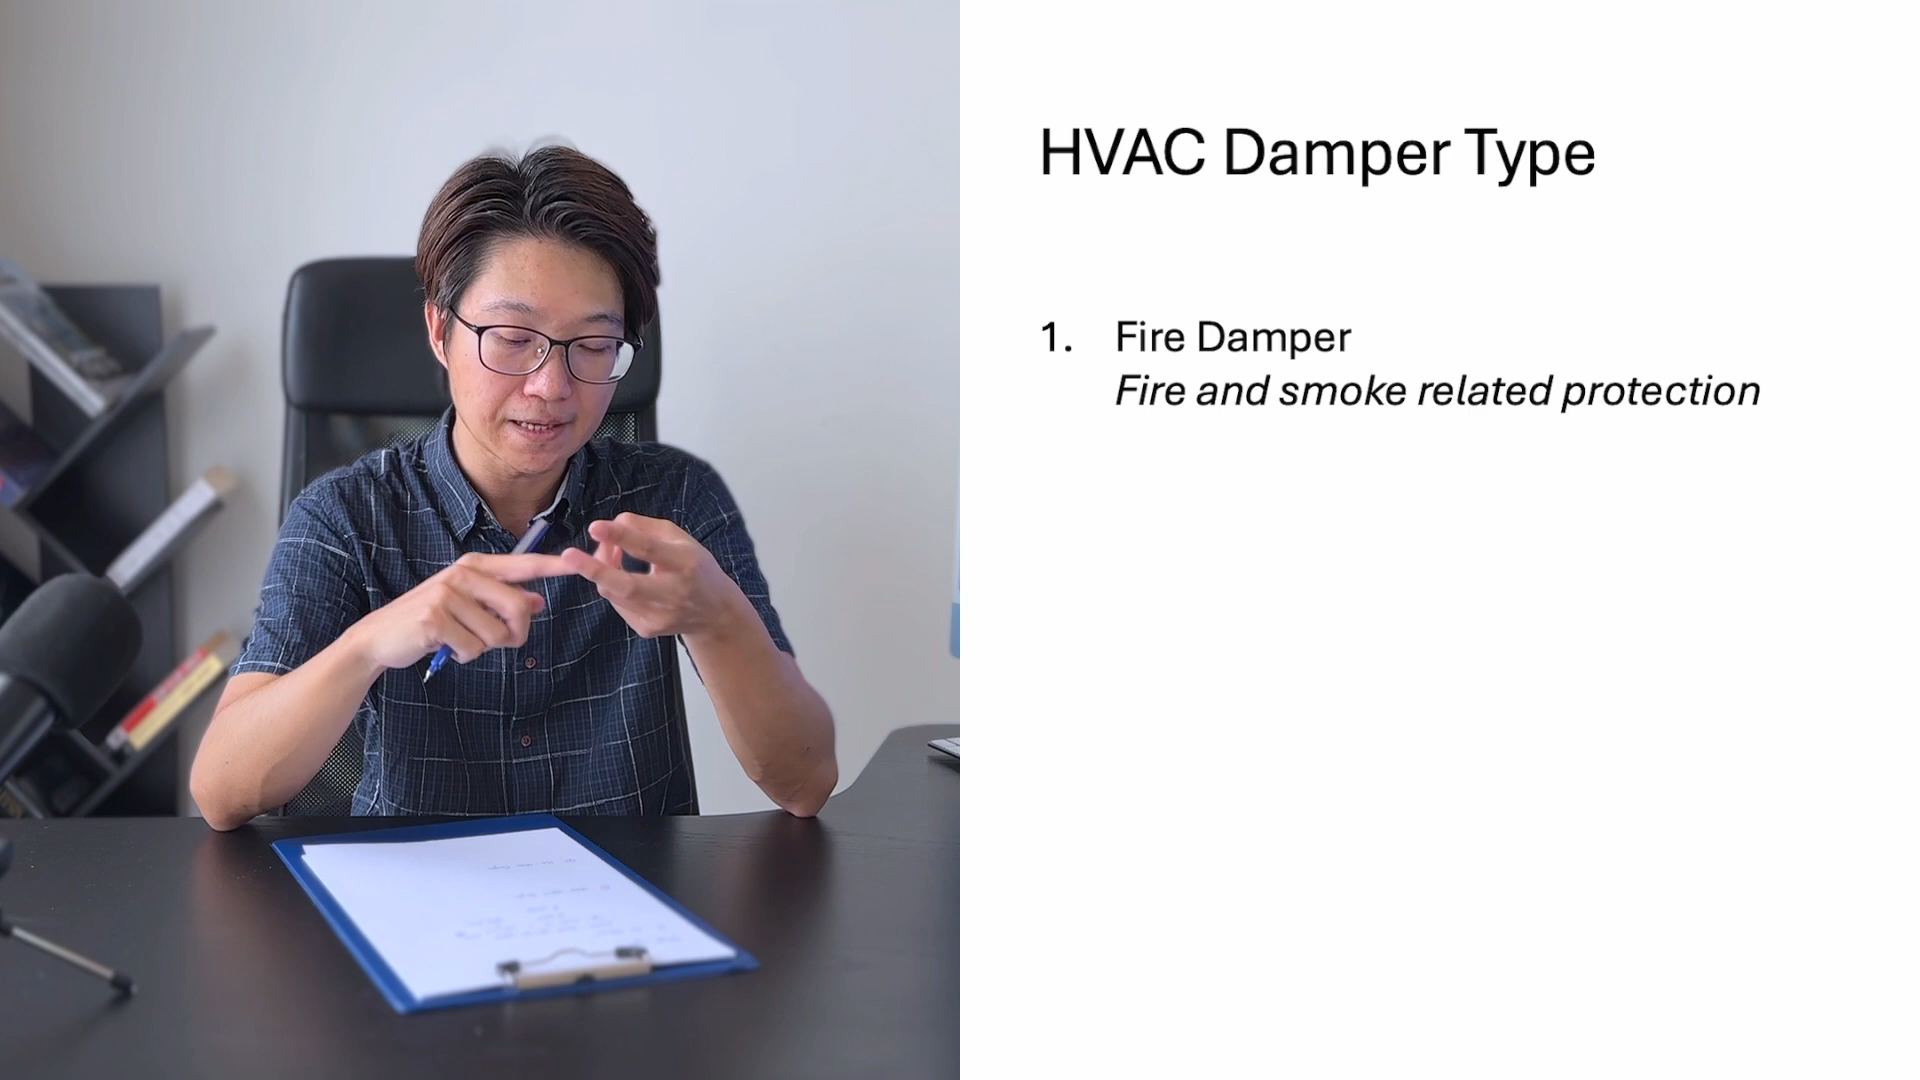 HVAC Damper Type
1. Fire Damper
Fire and smoke related protection